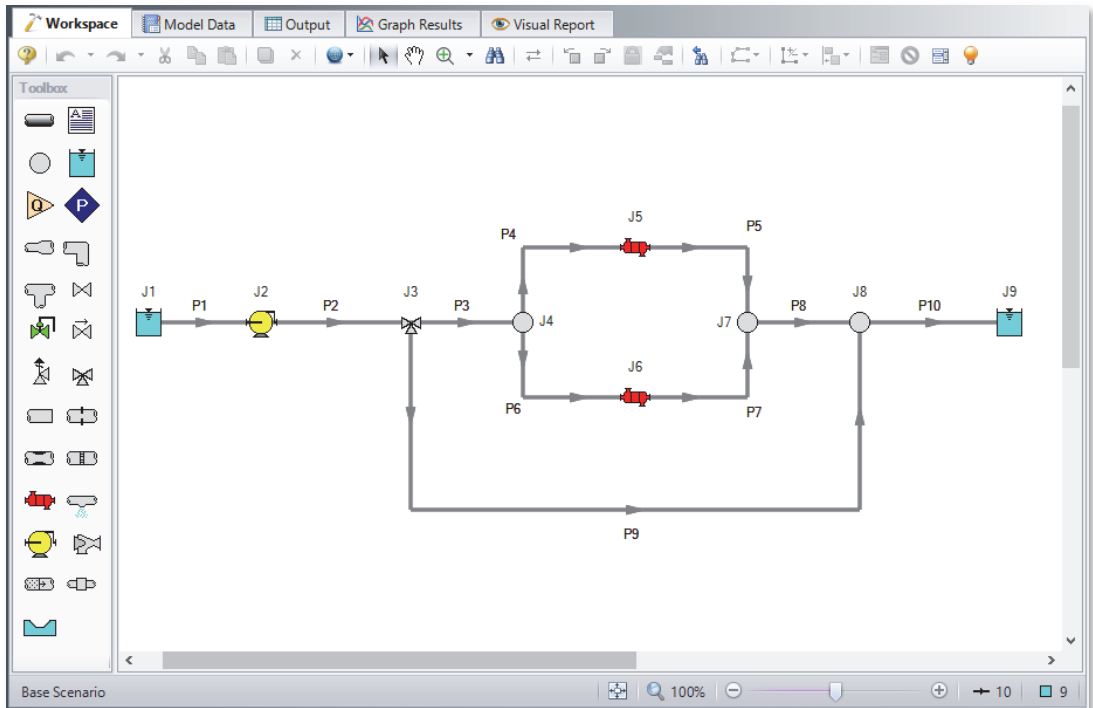 Workspace Model Data Output Graph Results Visual Report
Toolbox
A
Q P
J5
P4 P5
J1 P1 J2 P2 J3 P3 J4 J7 P8 J8 P10 J9
J6
P6 P7
P9
Base Scenario 100% 10 9